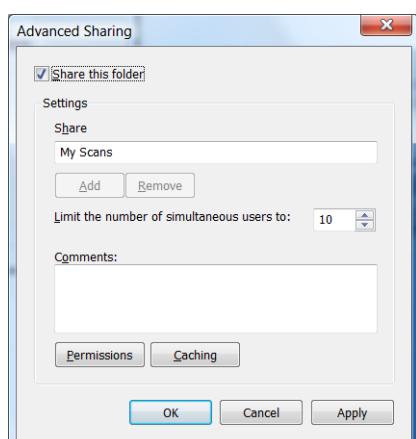 Advanced Sharing
Share this folder
Settings
Share
My Scans
Add Remove
Limit the number of simultaneous users to: 10
Comments:
Permissions Caching
OK Cancel Apply